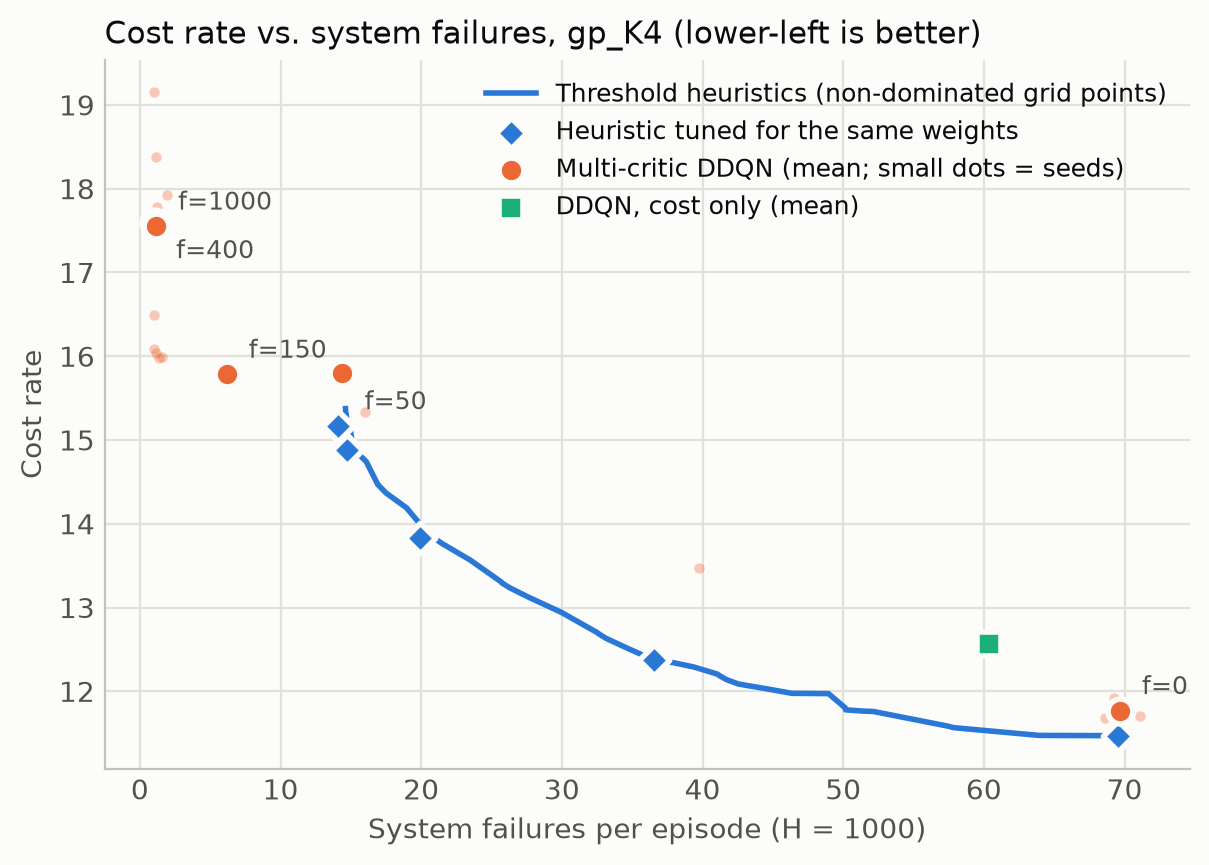 Cost rate vs. system failures, gp_K4 (lower-left is better)
Threshold heuristics (non-dominated grid points)
Heuristic tuned for the same weights
Multi-critic DDQN (mean; small dots = seeds)
DDQN, cost only (mean)
19
18
17
16
15
14
13
12
Cost rate
f=1000
f=400
f=150
f=50
f=0
0 10 20 30 40 50 60 70
System failures per episode (H = 1000)